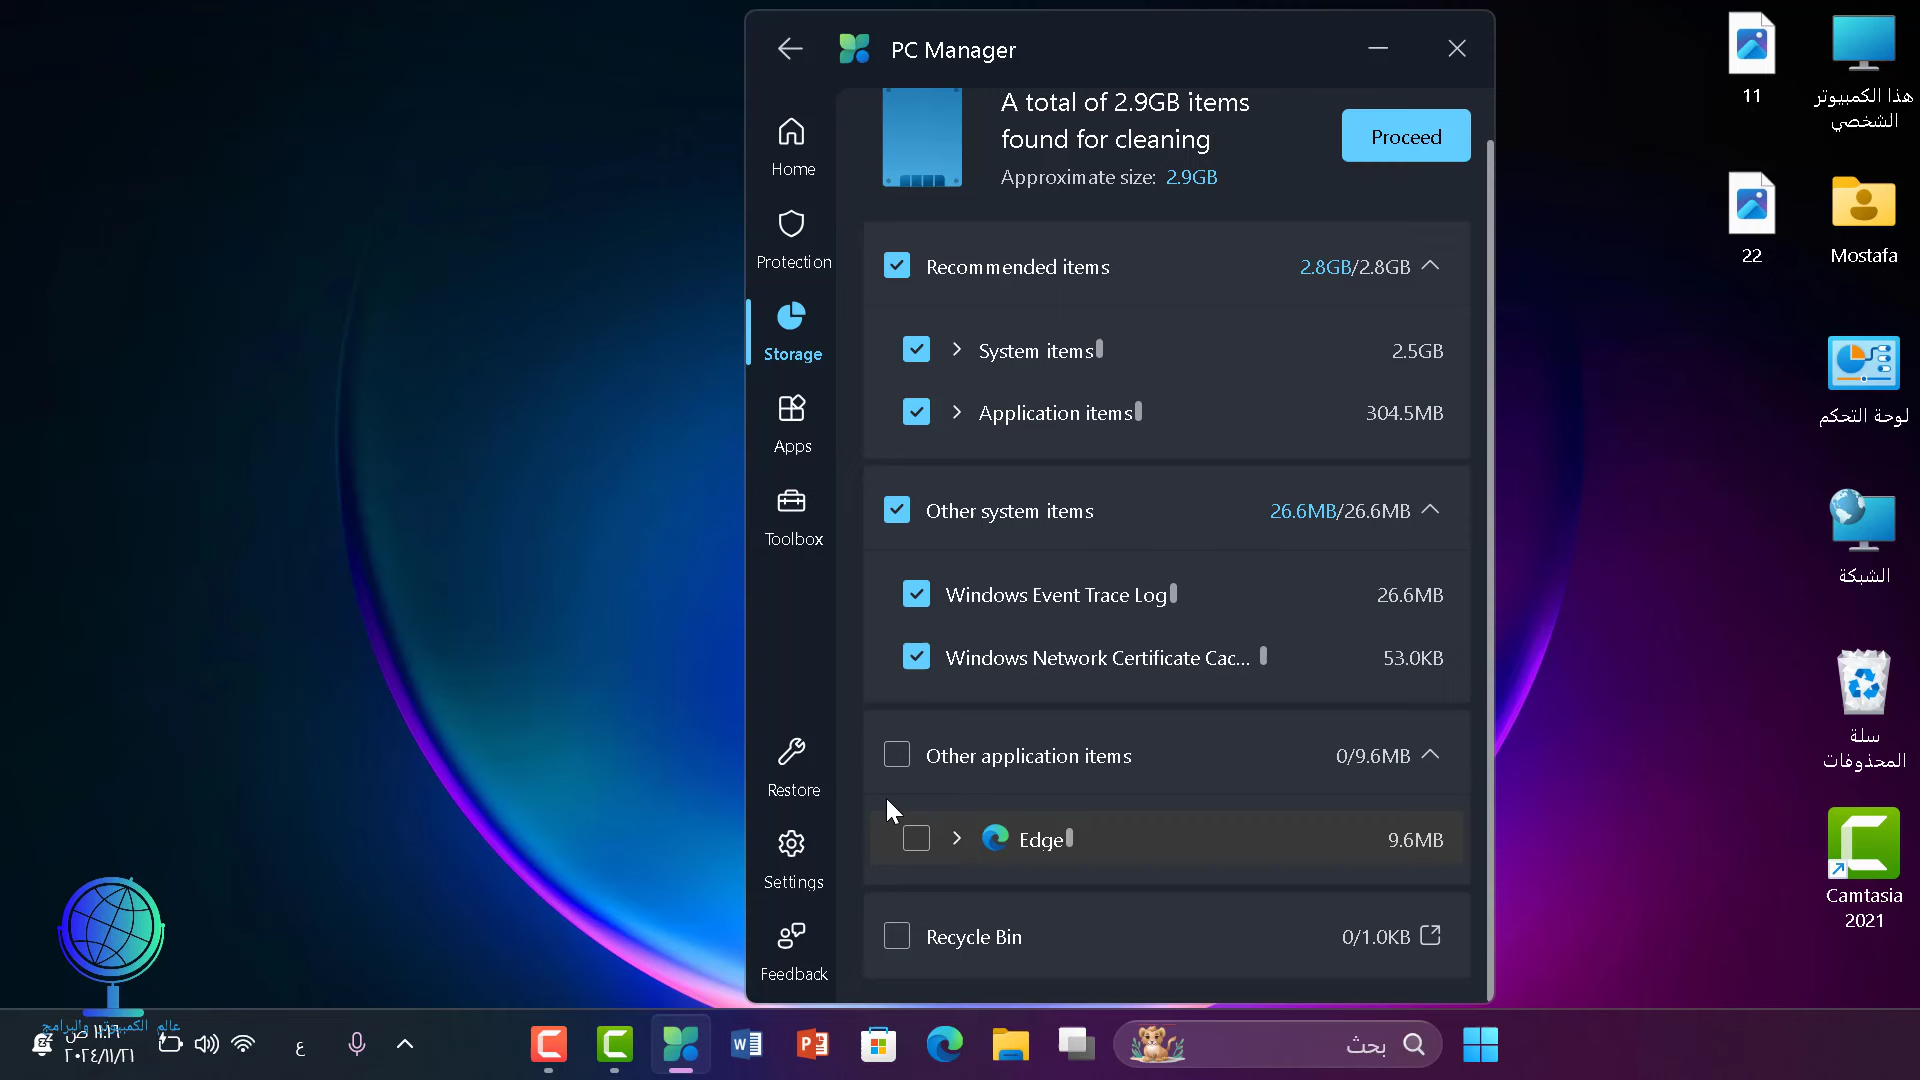 PC Manager
Home
Protection
Storage
Apps
Toolbox
Restore
Settings
Feedback
A total of 2.9GB items
found for cleaning
Approximate size: 2.9GB
Proceed
Recommended items 2.8GB/2.8GB
System items 2.5GB
Application items 304.5MB
Other system items 26.6MB/26.6MB
Windows Event Trace Log 26.6MB
Windows Network Certificate Cac... 53.0KB
Other application items 0/9.6MB
Edge 9.6MB
Recycle Bin 0/1.0KB
11
هذا الكمبيوتر
الشخصي
22
Mostafa
لوحة التحكم
الشبكة
سلة
المحذوفات
Camtasia
2021
عالم الكمبيوتر والبرامج
ص
٢٠٢٤/١١/٢١
ع
بحث